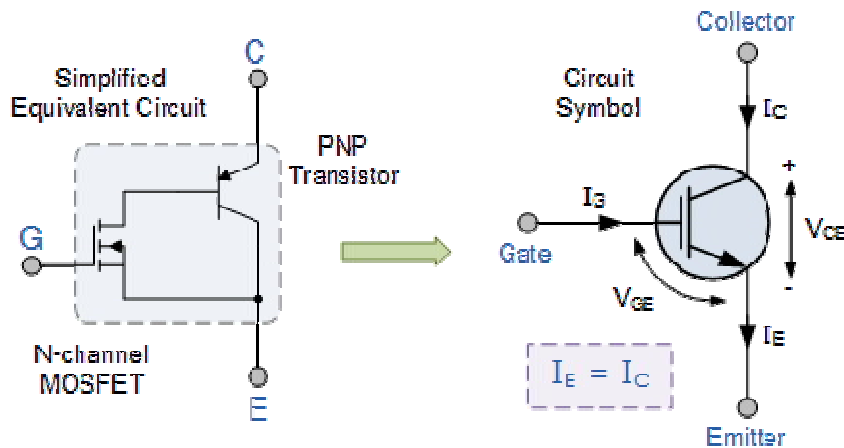 Simplified
Equivalent Circuit
C
PNP
Transistor
G
N-channel
MOSFET
E
Collector
Circuit
Symbol
IC
+
IG
VCE
Gate
-
VGE
IE
IE = IC
Emitter